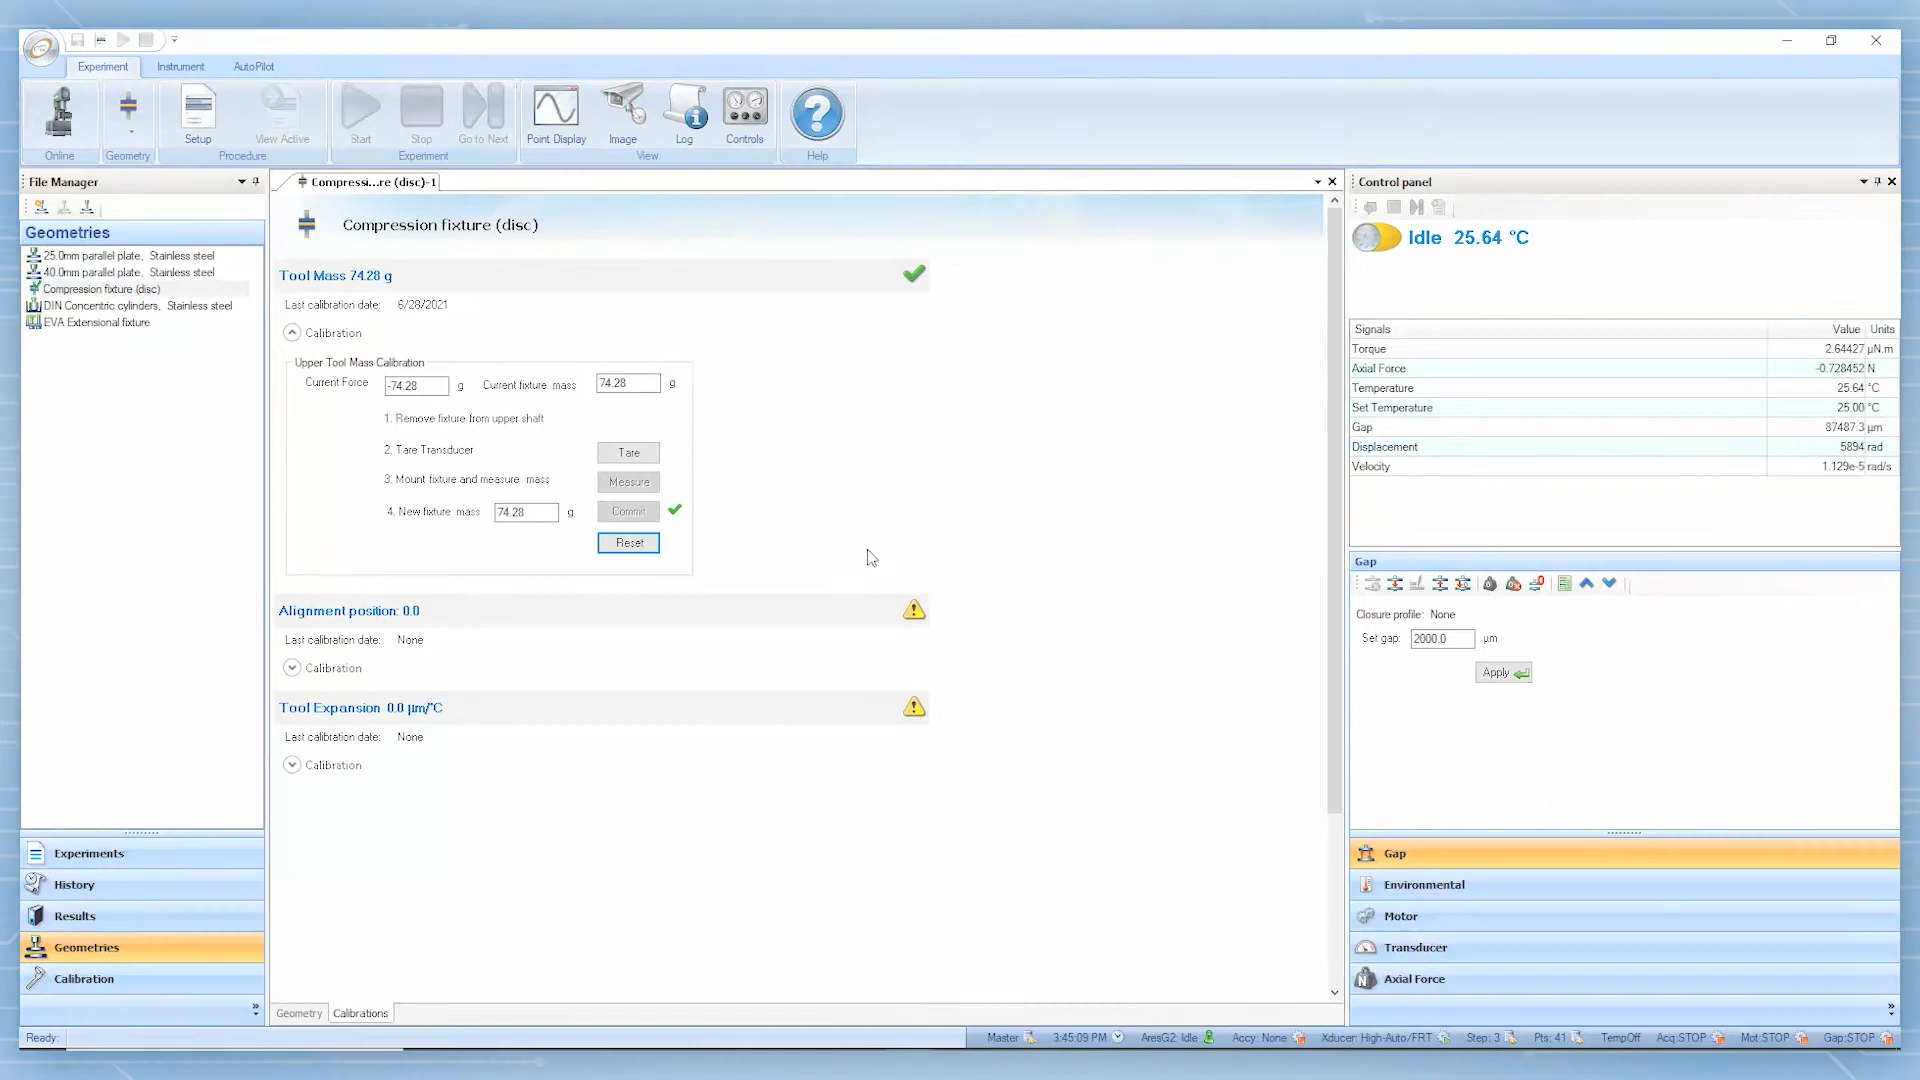 Experiment Instrument AutoPilot
Setup View Active Start Stop Go to Next Point Display Image Log Controls
Online Geometry Procedure Experiment View Help
File Manager
Geometries
25.0mm parallel plate, Stainless steel
40.0mm parallel plate, Stainless steel
Compression fixture (disc)
DIN Concentric cylinders, Stainless steel
EVA Extensional fixture
Experiments
History
Results
Geometries
Calibration
Compressi...re (disc)-1
Compression fixture (disc)
Tool Mass 74.28 g
Last calibration date: 6/28/2021
Calibration
Upper Tool Mass Calibration
Current Force -74.28 g Current fixture mass 74.28 g
1. Remove fixture from upper shaft
2. Tare Transducer Tare
3. Mount fixture and measure mass Measure
4. New fixture mass 74.28 g Commit
Reset
Alignment position: 0.0
Last calibration date: None
Calibration
Tool Expansion 0.0 µm/°C
Last calibration date: None
Calibration
Geometry Calibrations
Control panel
Idle 25.64 °C
Signals Value Units
Torque 2.64427 µN.m
Axial Force -0.728452 N
Temperature 25.64 °C
Set Temperature 25.00 °C
Gap 87487.3 µm
Displacement 5894 rad
Velocity 1.129e-5 rad/s
Gap
Closure profile: None
Set gap: 2000.0 µm
Apply
Gap
Environmental
Motor
Transducer
Axial Force
Ready: Master 3:45:09 PM AresG2: Idle Accy: None Xducer: High-Auto/FRT Step: 3 Pts: 41 TempOff Acq:STOP Mot:STOP Gap:STOP